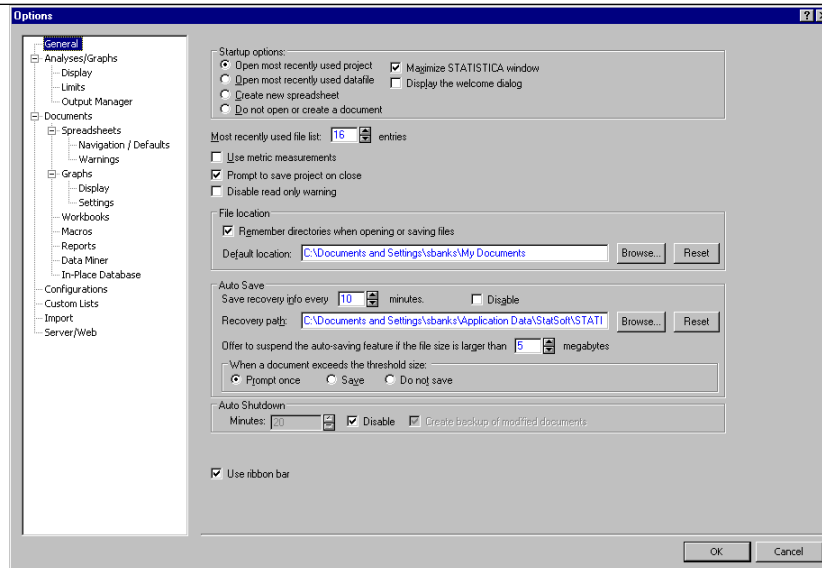 Options
General
Analyses/Graphs
Display
Limits
Output Manager
Documents
Spreadsheets
Navigation / Defaults
Warnings
Graphs
Display
Settings
Workbooks
Macros
Reports
Data Miner
In-Place Database
Configurations
Custom Lists
Import
Server/Web
Startup options:
Open most recently used project
Maximize STATISTICA window
Open most recently used datafile
Display the welcome dialog
Create new spreadsheet
Do not open or create a document
Most recently used file list: 16 entries
Use metric measurements
Prompt to save project on close
Disable read only warning
File location
Remember directories when opening or saving files
Default location: C:\Documents and Settings\sbanks\My Documents Browse... Reset
Auto Save
Save recovery info every 10 minutes. Disable
Recovery path: C:\Documents and Settings\sbanks\Application Data\StatSoft\STATI Browse... Reset
Offer to suspend the auto-saving feature if the file size is larger than 5 megabytes
When a document exceeds the threshold size:
Prompt once Save Do not save
Auto Shutdown
Minutes: 20 Disable Create backup of modified documents
Use ribbon bar
OK Cancel